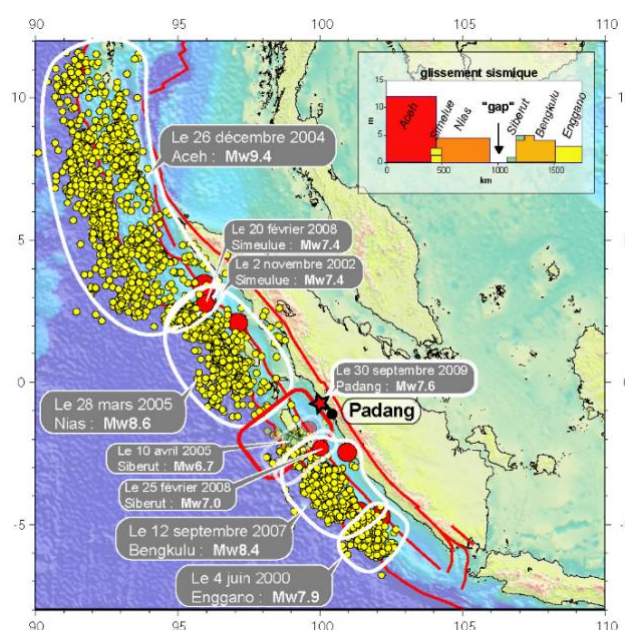 90 95 100 105 110
10
5
0
-5
90 95 100 105 110
glissement sismique
15
10
5
0
m
0 500 1000 1500
km
Aceh
Simelue
Nias
"gap"
Siberut
Bengkulu
Enggano
Le 26 décembre 2004
Aceh : Mw9.4
Le 20 février 2008
Simeulue : Mw7.4
Le 2 novembre 2002
Simeulue : Mw7.4
Le 30 septembre 2009
Padang : Mw7.6
Padang
Le 28 mars 2005
Nias : Mw8.6
Le 10 avril 2005
Siberut : Mw6.7
Le 25 février 2008
Siberut : Mw7.0
Le 12 septembre 2007
Bengkulu : Mw8.4
Le 4 juin 2000
Enggano : Mw7.9